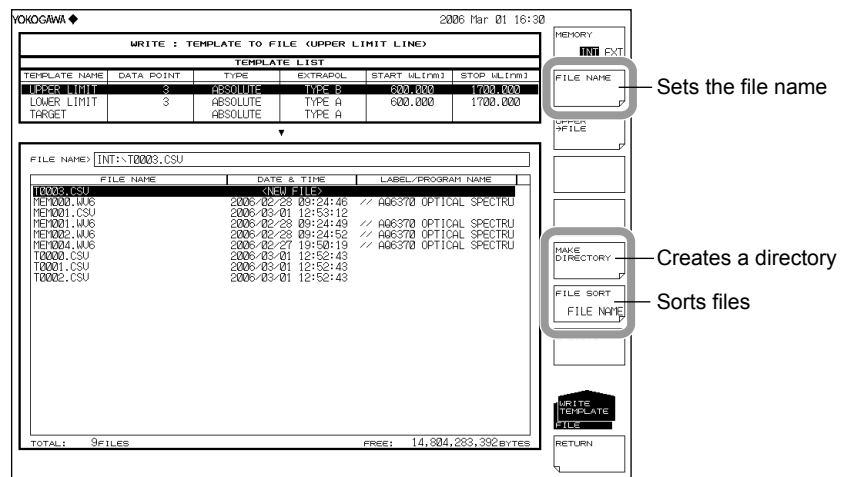 YOKOGAWA ◆ 2006 Mar 01 16:30
WRITE : TEMPLATE TO FILE (UPPER LIMIT LINE)
TEMPLATE LIST
TEMPLATE NAME DATA POINT TYPE EXTRAPOL START WL[nm] STOP WL[nm]
UPPER LIMIT 3 ABSOLUTE TYPE B 600.000 1700.000
LOWER LIMIT 3 ABSOLUTE TYPE A 600.000 1700.000
TARGET ABSOLUTE TYPE A
▼
FILE NAME> INT:\T0003.CSV
FILE NAME DATE & TIME LABEL/PROGRAM NAME
T0003.CSV <NEW FILE>
MEM000.WV6 2006/02/28 09:24:46 // AQ6370 OPTICAL SPECTRU
MEM001.CSV 2006/03/01 12:53:12
MEM001.WV6 2006/02/28 09:24:49 // AQ6370 OPTICAL SPECTRU
MEM002.WV6 2006/02/28 09:24:52 // AQ6370 OPTICAL SPECTRU
MEM004.WV6 2006/02/27 19:50:19 // AQ6370 OPTICAL SPECTRU
T0000.CSV 2006/03/01 12:52:43
T0001.CSV 2006/03/01 12:52:43
T0002.CSV 2006/03/01 12:52:43
TOTAL: 9FILES FREE: 14,804,283,392BYTES
MEMORY
INT EXT
FILE NAME
Sets the file name
UPPER
→FILE
MAKE
DIRECTORY
Creates a directory
FILE SORT
FILE NAME
Sorts files
WRITE
TEMPLATE
FILE
RETURN